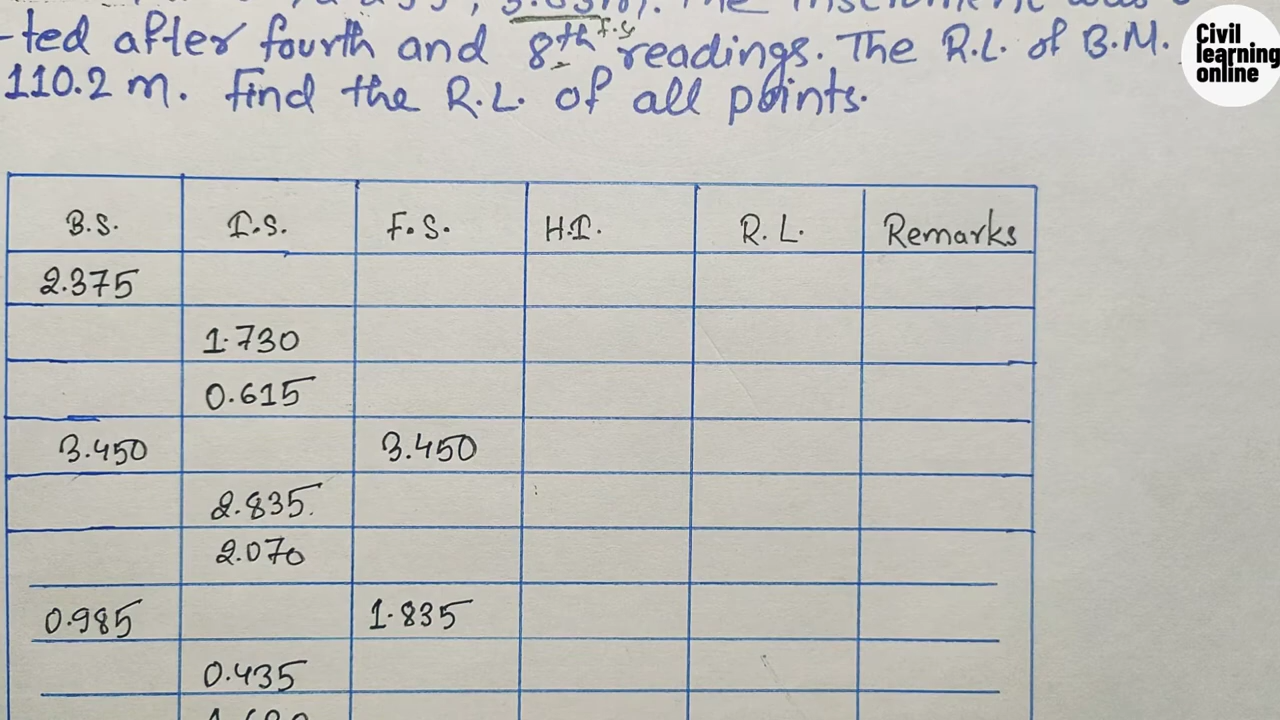 -ted after fourth and 8th F.S readings. The R.L. of B.M.
110.2 m. find the R.L. of all points.
Civil
learning
online
B.S. I.S. F.S. H.I. R.L. Remarks
2.375
1.730
0.615
3.450 3.450
2.835
2.070
0.985 1.835
0.435